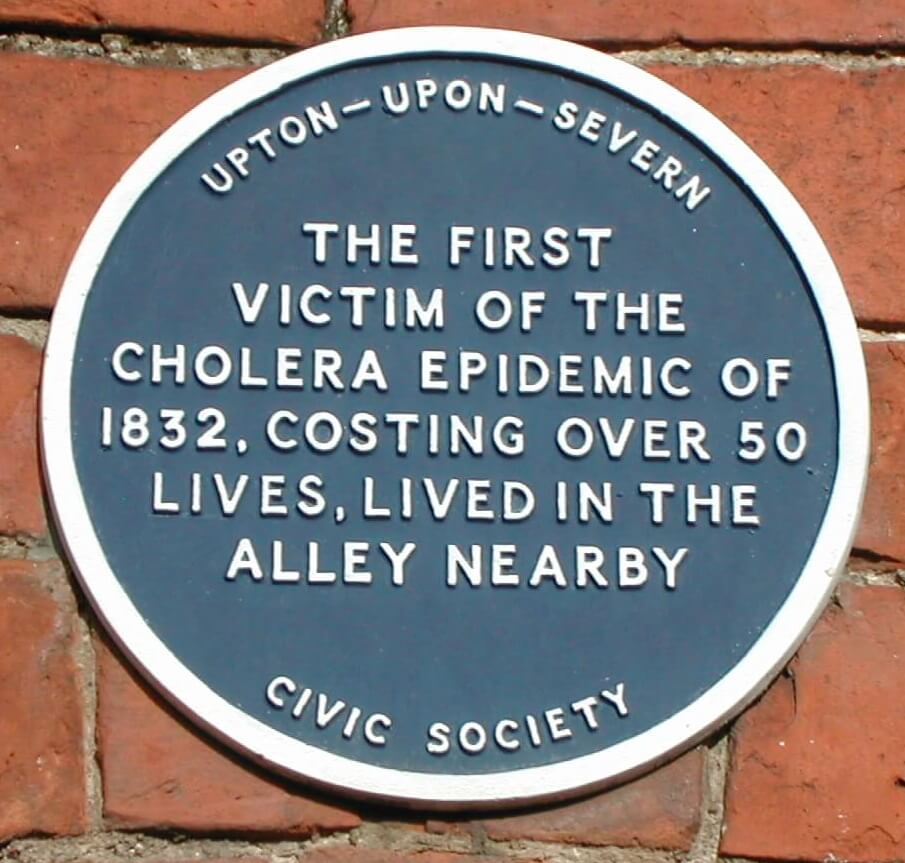 UPTON-UPON-SEVERN
THE FIRST
VICTIM OF THE
CHOLERA EPIDEMIC OF
1832, COSTING OVER 50
LIVES, LIVED IN THE
ALLEY NEARBY
CIVIC SOCIETY